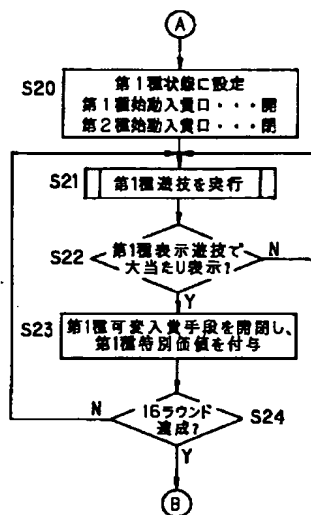 A
S20
第1種状態に設定
第1種始動入賞口・・・開
第2種始動入賞口・・・閉
S21
第1種遊技を実行
S22
第1種表示遊技で
大当たり表示?
N
Y
S23
第1種可変入賞手段を開閉し、
第1種特別価値を付与
N
16ラウンド
達成?
S24
Y
B